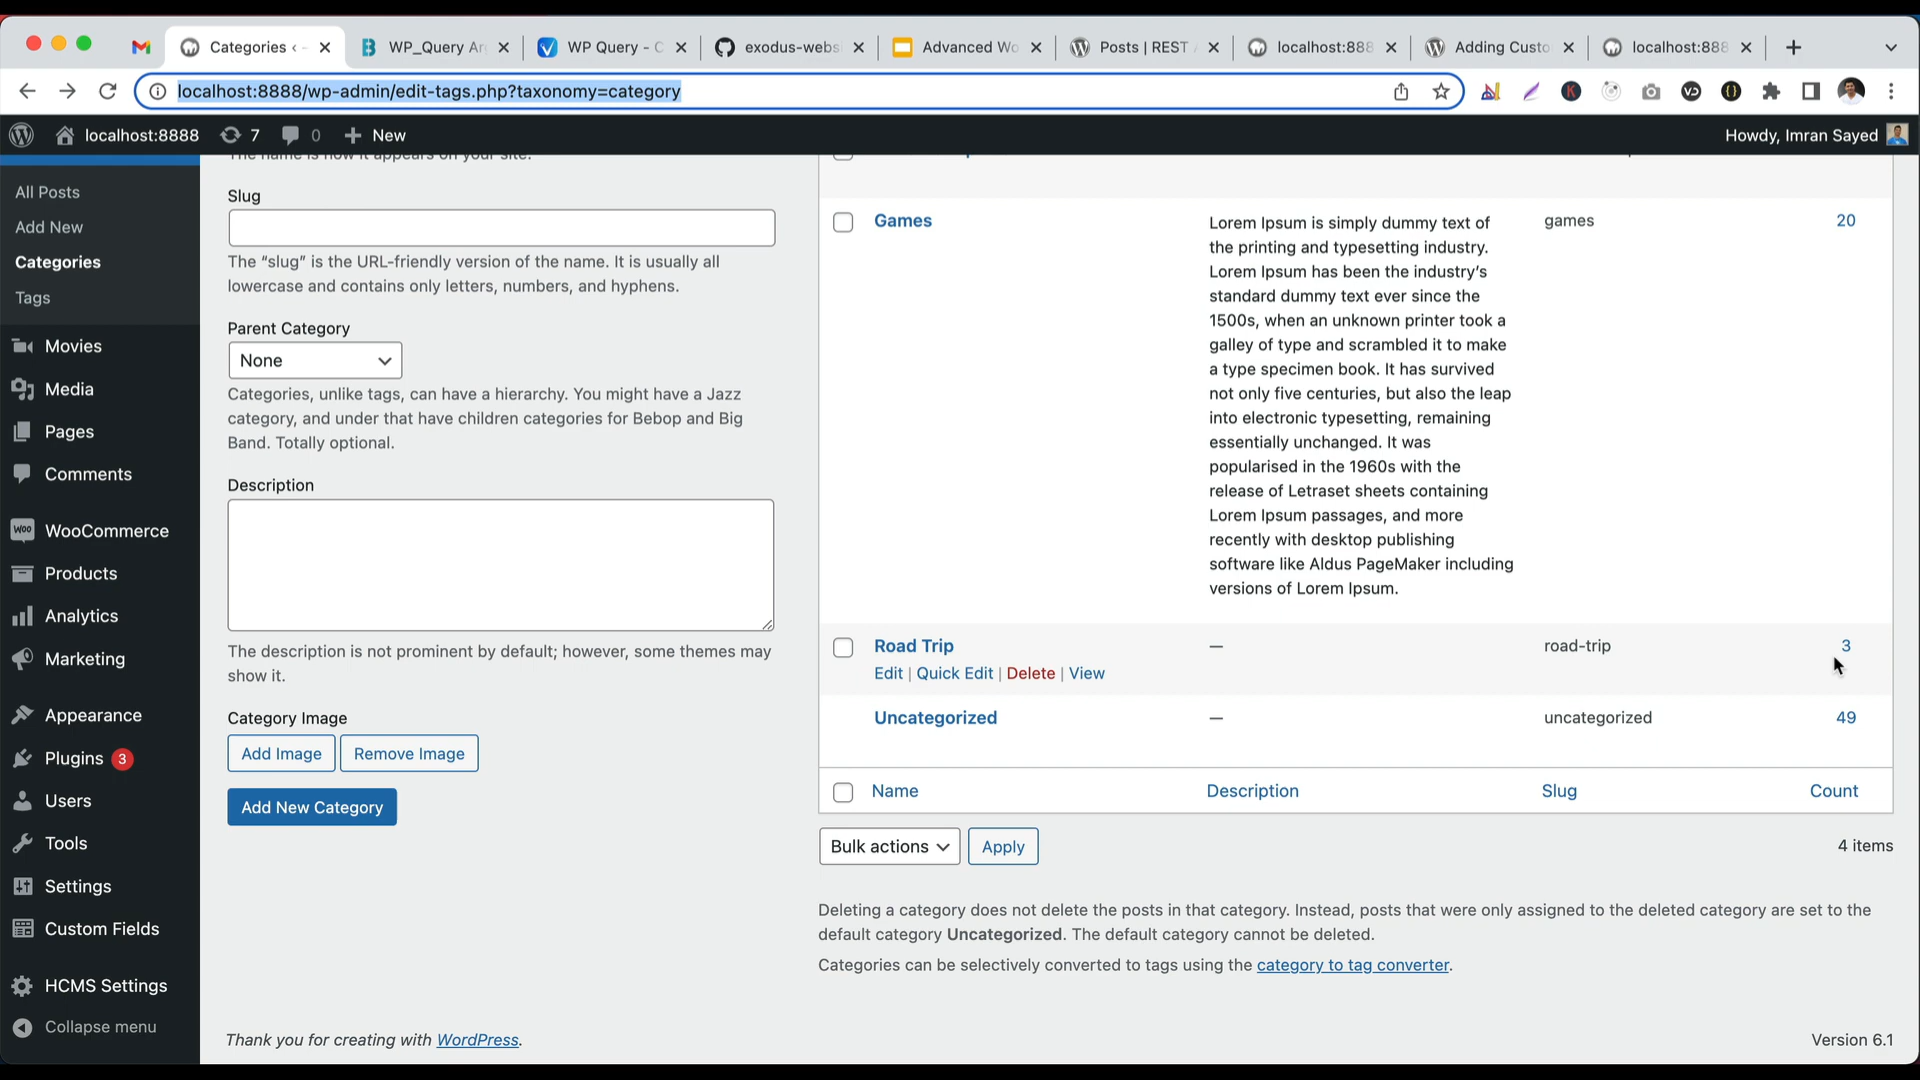 Categories ‹ –
WP_Query Ar
WP Query - C
exodus-webs
Advanced Wo
Posts | REST
localhost:888
Adding Custo
localhost:888
localhost:8888/wp-admin/edit-tags.php?taxonomy=category
localhost:8888
7
0
New
Howdy, Imran Sayed
All Posts
Add New
Categories
Tags
Movies
Media
Pages
Comments
WooCommerce
Products
Analytics
Marketing
Appearance
Plugins 3
Users
Tools
Settings
Custom Fields
HCMS Settings
Collapse menu
The name is how it appears on your site.
Slug
The “slug” is the URL-friendly version of the name. It is usually all
lowercase and contains only letters, numbers, and hyphens.
Parent Category
None
Categories, unlike tags, can have a hierarchy. You might have a Jazz
category, and under that have children categories for Bebop and Big
Band. Totally optional.
Description
The description is not prominent by default; however, some themes may
show it.
Category Image
Add Image
Remove Image
Add New Category
Games
Lorem Ipsum is simply dummy text of
the printing and typesetting industry.
Lorem Ipsum has been the industry’s
standard dummy text ever since the
1500s, when an unknown printer took a
galley of type and scrambled it to make
a type specimen book. It has survived
not only five centuries, but also the leap
into electronic typesetting, remaining
essentially unchanged. It was
popularised in the 1960s with the
release of Letraset sheets containing
Lorem Ipsum passages, and more
recently with desktop publishing
software like Aldus PageMaker including
versions of Lorem Ipsum.
games
20
Road Trip
—
road-trip
3
Edit | Quick Edit | Delete | View
Uncategorized
—
uncategorized
49
Name
Description
Slug
Count
Bulk actions
Apply
4 items
Deleting a category does not delete the posts in that category. Instead, posts that were only assigned to the deleted category are set to the
default category Uncategorized. The default category cannot be deleted.
Categories can be selectively converted to tags using the category to tag converter.
Thank you for creating with WordPress.
Version 6.1